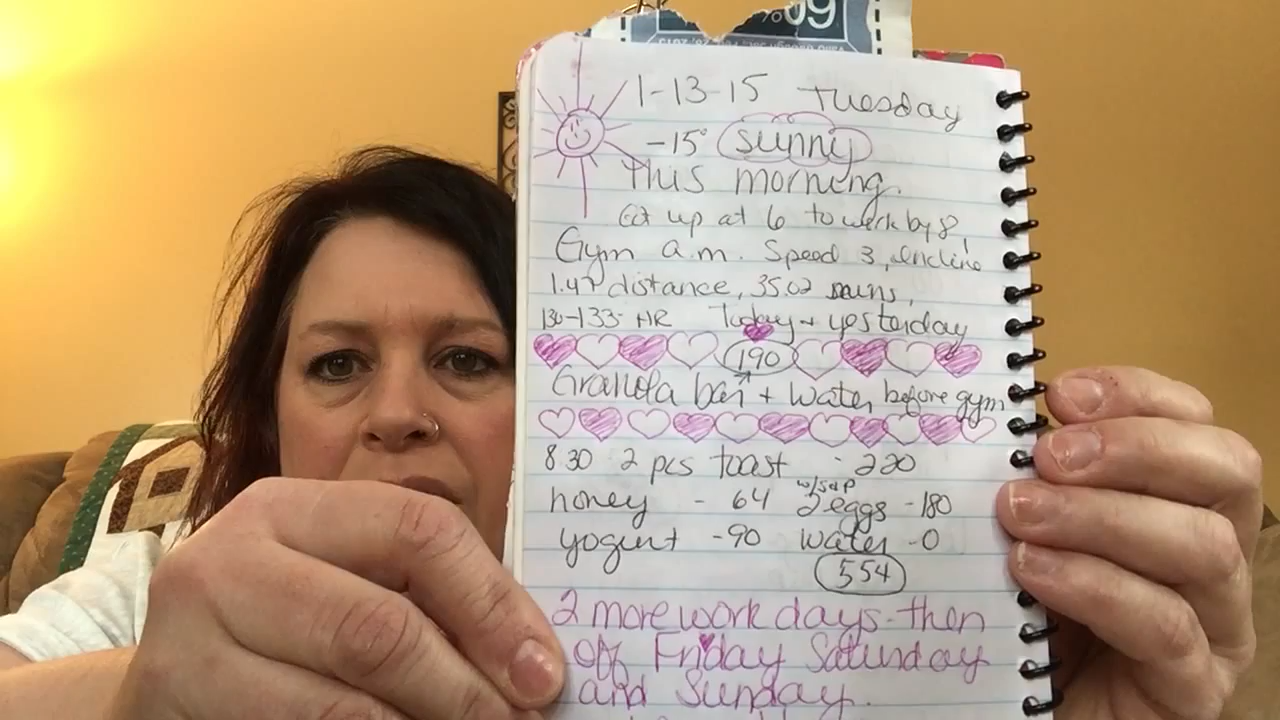 %09
1-13-15 Tuesday
-15° sunny
This morning.
Got up at 6 to work by 8,
Gym a.m. Speed 3, incline
distance, 35.02 mins,
130-133 HR Today + yesterday
190
Granola bar + Water before gym
8:30 2 pcs toast - 220
honey - 64 w/s&p 2 eggs - 180
yogurt - 90 water - 0
554
2 more work days then
off Friday Saturday
and Sunday.